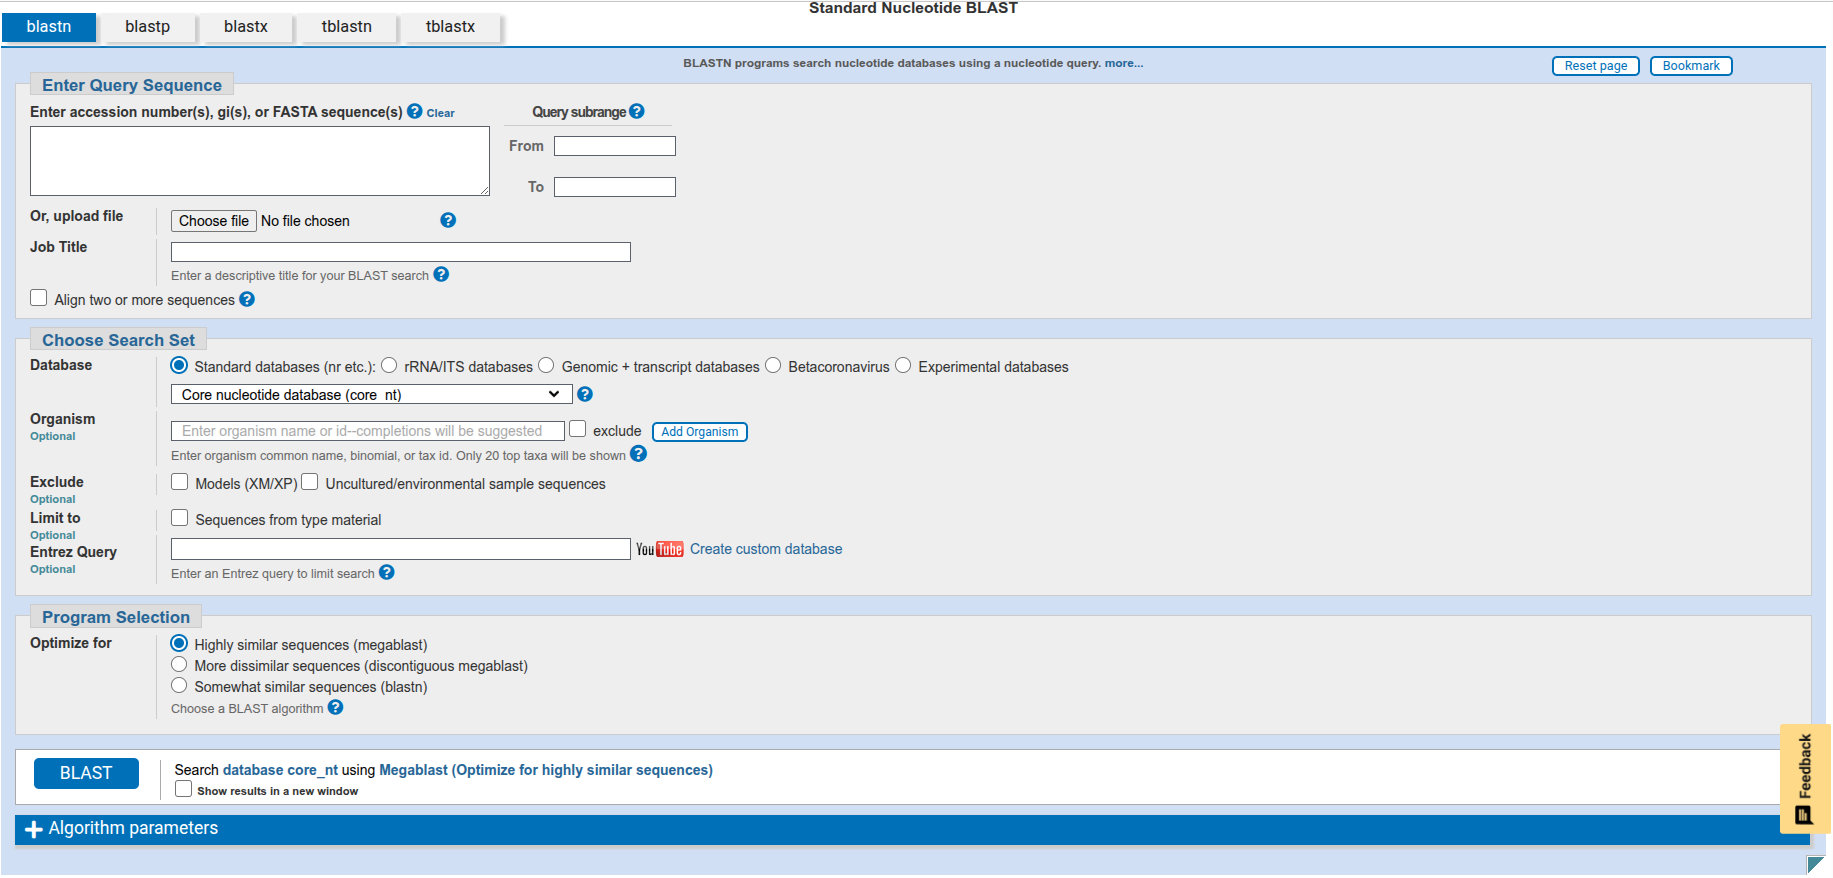 Standard Nucleotide BLAST
blastn blastp blastx tblastn tblastx
BLASTN programs search nucleotide databases using a nucleotide query. more...
Reset page Bookmark
Enter Query Sequence
Enter accession number(s), gi(s), or FASTA sequence(s) ? Clear
Query subrange ?
From
To
Or, upload file Choose file No file chosen ?
Job Title
Enter a descriptive title for your BLAST search ?
Align two or more sequences ?
Choose Search Set
Database Standard databases (nr etc.): rRNA/ITS databases Genomic + transcript databases Betacoronavirus Experimental databases
Core nucleotide database (core_nt) ?
Organism
Optional
Enter organism name or id--completions will be suggested exclude Add Organism
Enter organism common name, binomial, or tax id. Only 20 top taxa will be shown ?
Exclude Models (XM/XP) Uncultured/environmental sample sequences
Optional
Limit to Sequences from type material
Optional
Entrez Query YouTube Create custom database
Optional
Enter an Entrez query to limit search ?
Program Selection
Optimize for Highly similar sequences (megablast)
More dissimilar sequences (discontiguous megablast)
Somewhat similar sequences (blastn)
Choose a BLAST algorithm ?
BLAST Search database core_nt using Megablast (Optimize for highly similar sequences)
Show results in a new window
Feedback
+ Algorithm parameters